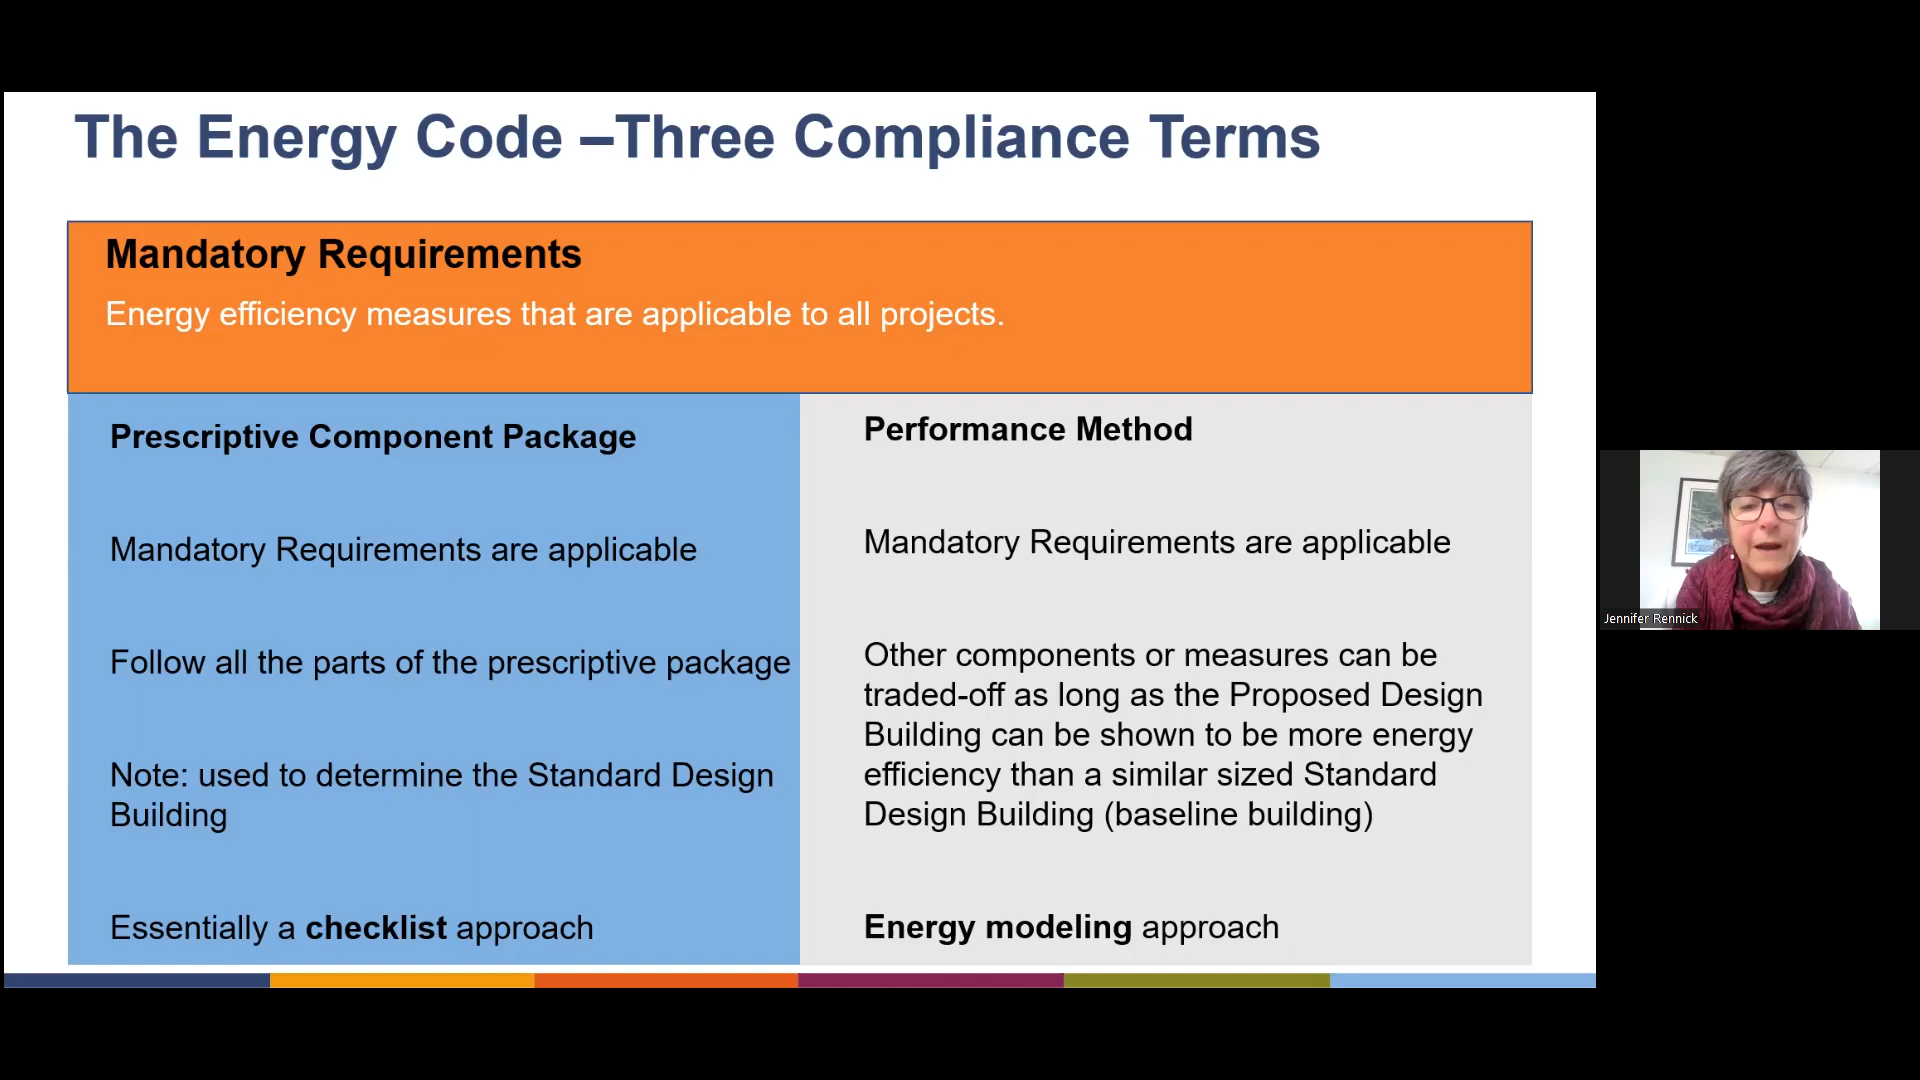 The Energy Code –Three Compliance Terms
Mandatory Requirements
Energy efficiency measures that are applicable to all projects.
Prescriptive Component Package
Mandatory Requirements are applicable
Follow all the parts of the prescriptive package
Note: used to determine the Standard Design
Building
Essentially a checklist approach
Performance Method
Mandatory Requirements are applicable
Other components or measures can be
traded-off as long as the Proposed Design
Building can be shown to be more energy
efficiency than a similar sized Standard
Design Building (baseline building)
Energy modeling approach
Jennifer Rennick